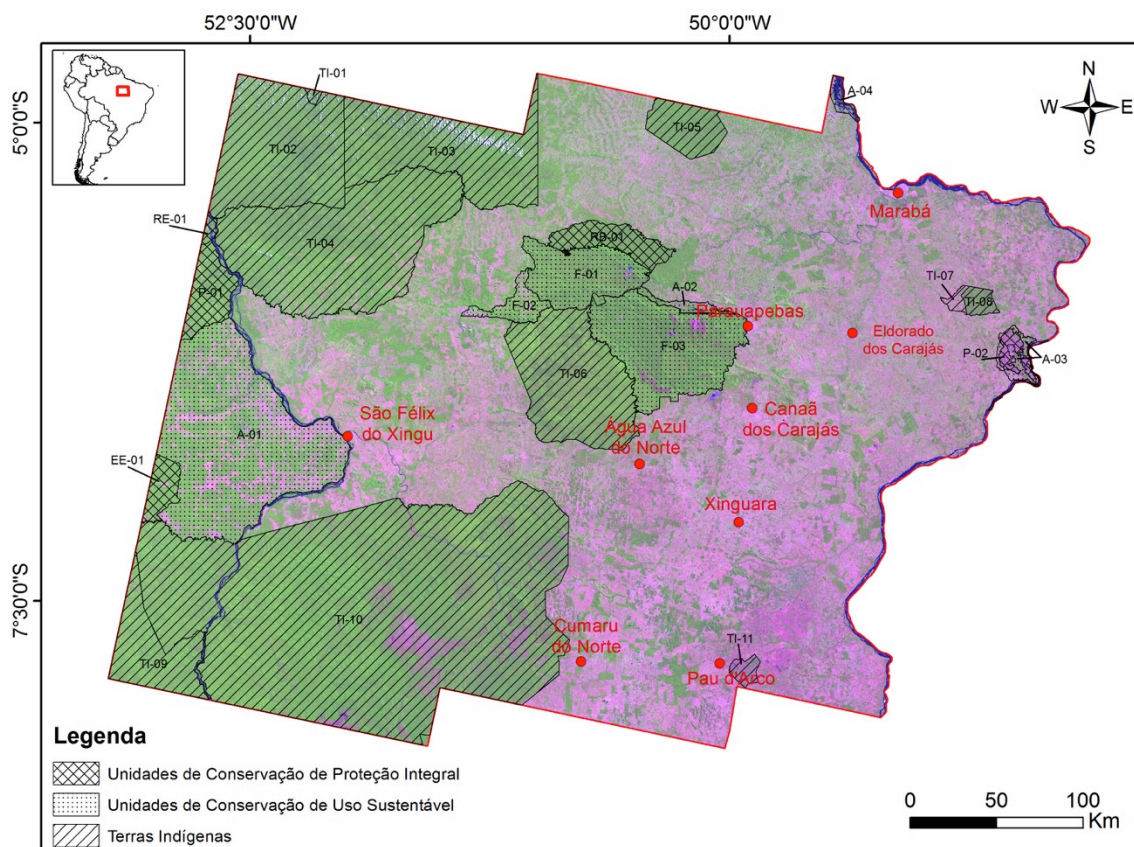 52°30'0"W
50°0'0"W
5°0'0"S
7°30'0"S
N
W
E
S
TI-01
A-04
TI-05
TI-02
TI-03
Marabá
RE-01
TI-04
RB-01
P-01
F-01
TI-07
TI-08
A-02
F-02
Parauapebas
Eldorado
dos Carajás
F-03
P-02
A-03
TI-06
São Félix
do Xingu
Canaã
dos Carajás
A-01
Água Azul
do Norte
EE-01
Xinguara
TI-10
Cumaru
do Norte
TI-11
TI-09
Pau d'Arco
Legenda
Unidades de Conservação de Proteção Integral
Unidades de Conservação de Uso Sustentável
Terras Indígenas
0 50 100
Km